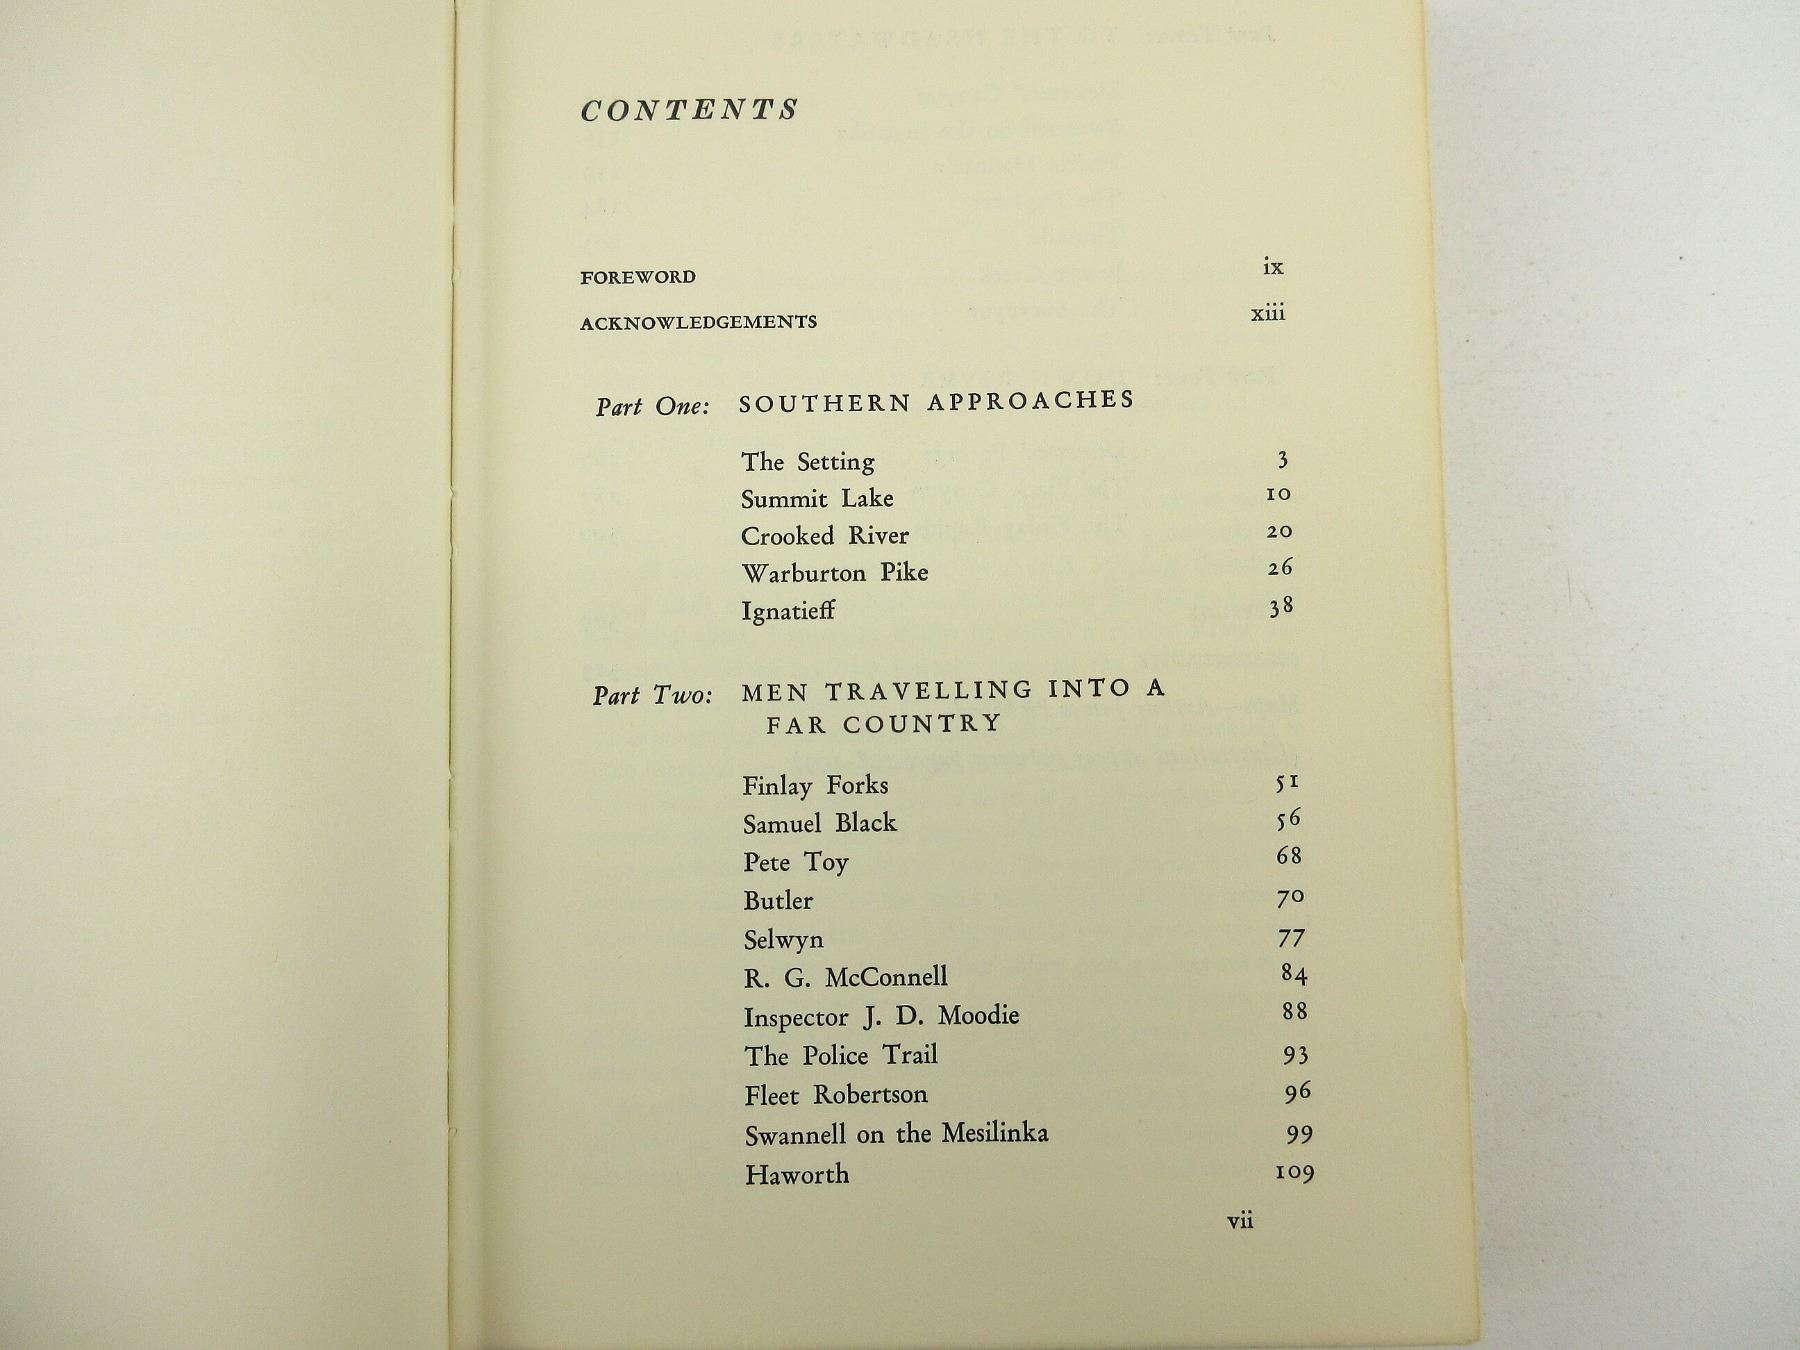 CONTENTS
FOREWORD ix
ACKNOWLEDGEMENTS xiii
Part One: SOUTHERN APPROACHES
The Setting 3
Summit Lake 10
Crooked River 20
Warburton Pike 26
Ignatieff 38
Part Two: MEN TRAVELLING INTO A
FAR COUNTRY
Finlay Forks 51
Samuel Black 56
Pete Toy 68
Butler 70
Selwyn 77
R. G. McConnell 84
Inspector J. D. Moodie 88
The Police Trail 93
Fleet Robertson 96
Swannell on the Mesilinka 99
Haworth 109
vii